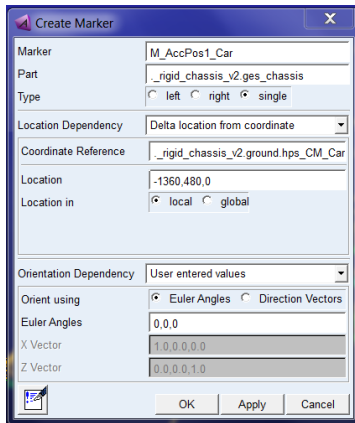 Create Marker
X
Marker M_AccPos1_Car
Part ._rigid_chassis_v2.ges_chassis
Type left right single
Location Dependency Delta location from coordinate
Coordinate Reference ._rigid_chassis_v2.ground.hps_CM_Car
Location -1360,480,0
Location in local global
Orientation Dependency User entered values
Orient using Euler Angles Direction Vectors
Euler Angles 0,0,0
X Vector 1.0,0.0,0.0
Z Vector 0.0,0.0,1.0
OK Apply Cancel